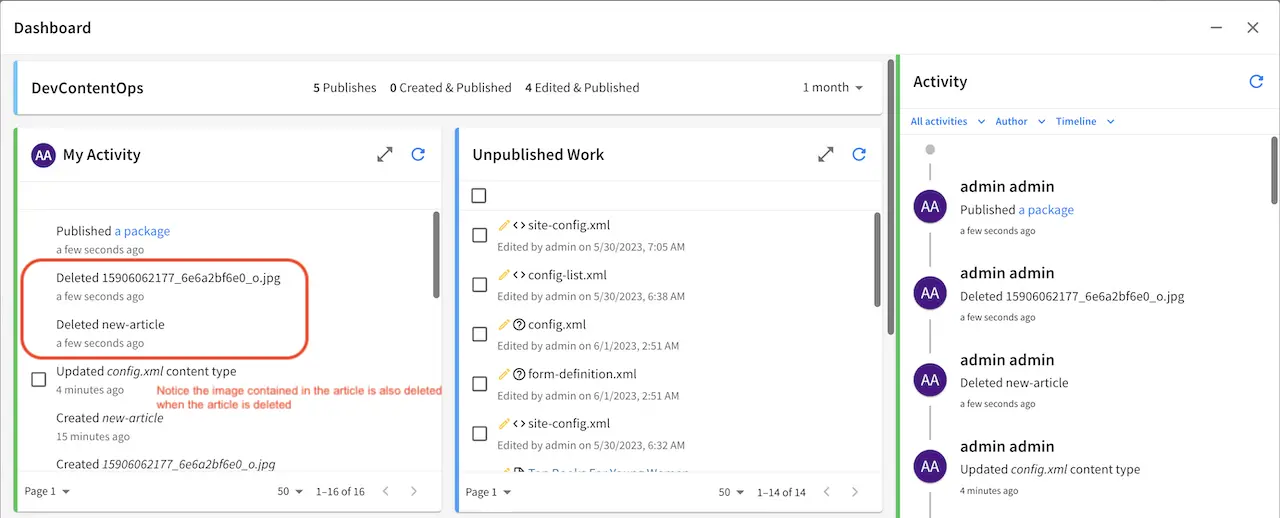 Dashboard
DevContentOps
5 Publishes 0 Created & Published 4 Edited & Published
1 month
AA My Activity
Published a package
a few seconds ago
Deleted 15906062177_6e6a2bf6e0_o.jpg
a few seconds ago
Deleted new-article
a few seconds ago
Updated config.xml content type
4 minutes ago
Notice the image contained in the article is also deleted
when the article is deleted
Created new-article
15 minutes ago
Created 15906062177_6e6a2bf6e0_o.jpg
Page 1
50
1–16 of 16
Unpublished Work
site-config.xml
Edited by admin on 5/30/2023, 7:05 AM
config-list.xml
Edited by admin on 5/30/2023, 6:38 AM
config.xml
Edited by admin on 6/1/2023, 2:51 AM
form-definition.xml
Edited by admin on 6/1/2023, 2:51 AM
site-config.xml
Edited by admin on 5/30/2023, 6:32 AM
Top Books For Young Women
Page 1
50
1–14 of 14
Activity
All activities Author Timeline
AA
admin admin
Published a package
a few seconds ago
AA
admin admin
Deleted 15906062177_6e6a2bf6e0_o.jpg
a few seconds ago
AA
admin admin
Deleted new-article
a few seconds ago
AA
admin admin
Updated config.xml content type
4 minutes ago